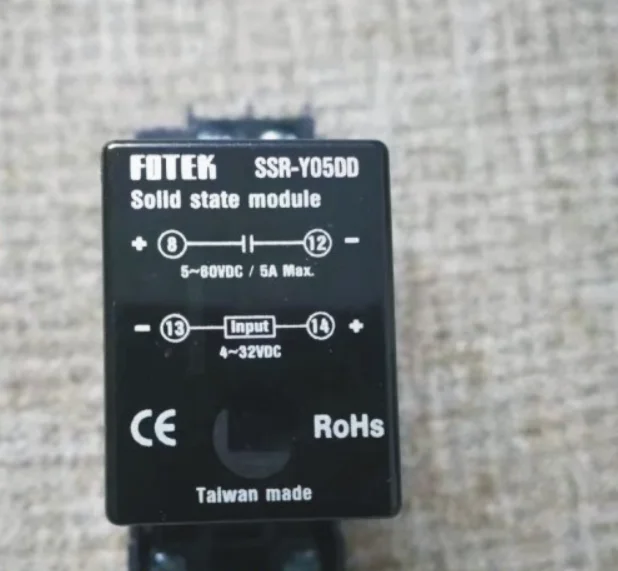 FOTEK SSR-Y05DD
Solid state module
+ 8 12 -
5~60VDC / 5A Max.
- 13 Input 14 +
4~32VDC
CE RoHs
Taiwan made